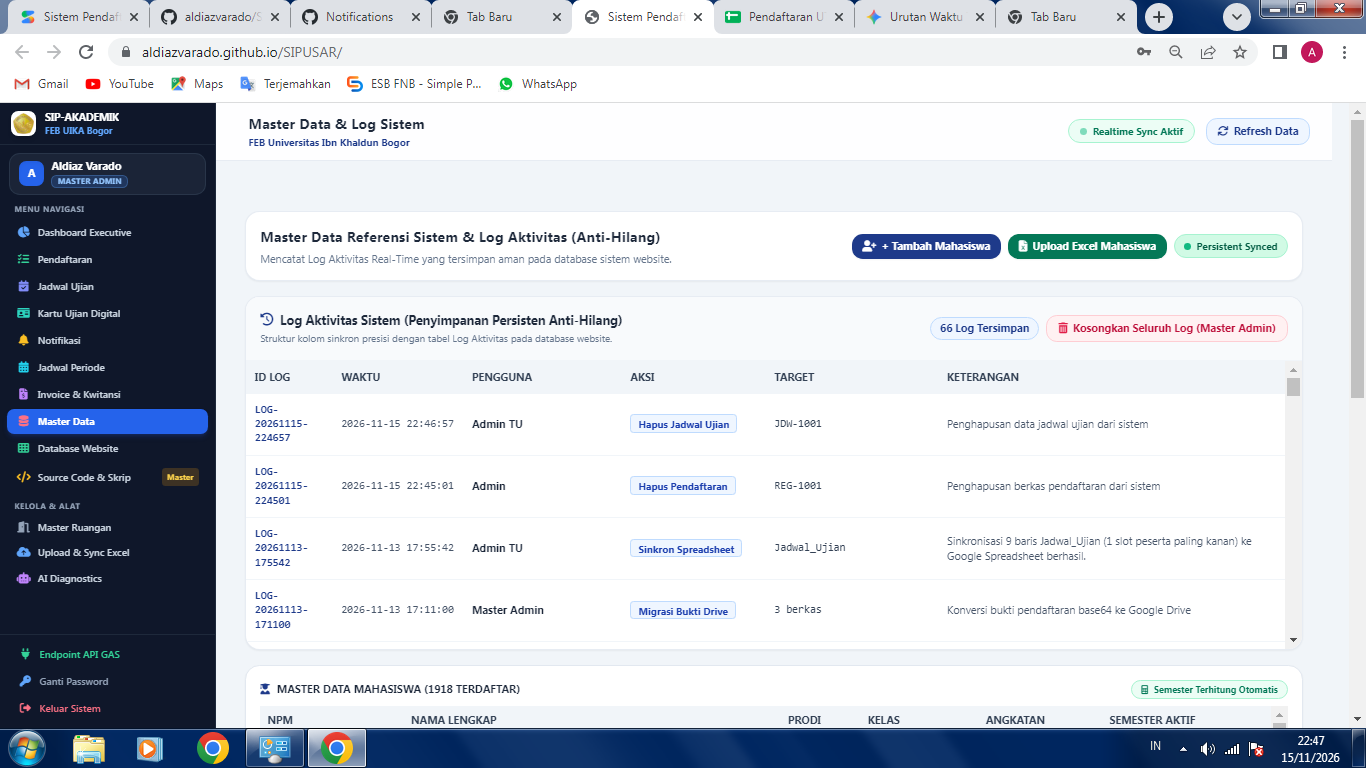 Sistem Pendaf
aldiazvarado/S
Notifications
Tab Baru
Sistem Pendaf
Pendaftaran U
Urutan Waktu
Tab Baru
aldiazvarado.github.io/SIPUSAR/
A
Gmail
YouTube
Maps
Terjemahkan
ESB FNB - Simple P...
WhatsApp
SIP-AKADEMIK
FEB UIKA Bogor
A
Aldiaz Varado
MASTER ADMIN
MENU NAVIGASI
Dashboard Executive
Pendaftaran
Jadwal Ujian
Kartu Ujian Digital
Notifikasi
Jadwal Periode
Invoice & Kwitansi
Master Data
Database Website
Source Code & Skrip Master
KELOLA & ALAT
Master Ruangan
Upload & Sync Excel
AI Diagnostics
Endpoint API GAS
Ganti Password
Keluar Sistem
Master Data & Log Sistem
FEB Universitas Ibn Khaldun Bogor
Realtime Sync Aktif
Refresh Data
Master Data Referensi Sistem & Log Aktivitas (Anti-Hilang)
Mencatat Log Aktivitas Real-Time yang tersimpan aman pada database sistem website.
+ Tambah Mahasiswa
Upload Excel Mahasiswa
Persistent Synced
Log Aktivitas Sistem (Penyimpanan Persisten Anti-Hilang)
Struktur kolom sinkron presisi dengan tabel Log Aktivitas pada database website.
66 Log Tersimpan
Kosongkan Seluruh Log (Master Admin)
ID LOG WAKTU PENGGUNA AKSI TARGET KETERANGAN
LOG-
20261115-
224657
2026-11-15 22:46:57 Admin TU Hapus Jadwal Ujian JDW-1001 Penghapusan data jadwal ujian dari sistem
LOG-
20261115-
224501
2026-11-15 22:45:01 Admin Hapus Pendaftaran REG-1001 Penghapusan berkas pendaftaran dari sistem
LOG-
20261113-
175542
2026-11-13 17:55:42 Admin TU Sinkron Spreadsheet Jadwal_Ujian Sinkronisasi 9 baris Jadwal_Ujian (1 slot peserta paling kanan) ke
Google Spreadsheet berhasil.
LOG-
20261113-
171100
2026-11-13 17:11:00 Master Admin Migrasi Bukti Drive 3 berkas Konversi bukti pendaftaran base64 ke Google Drive
MASTER DATA MAHASISWA (1918 TERDAFTAR)
Semester Terhitung Otomatis
NPM NAMA LENGKAP PRODI KELAS ANGKATAN SEMESTER AKTIF
IN
22:47
15/11/2026